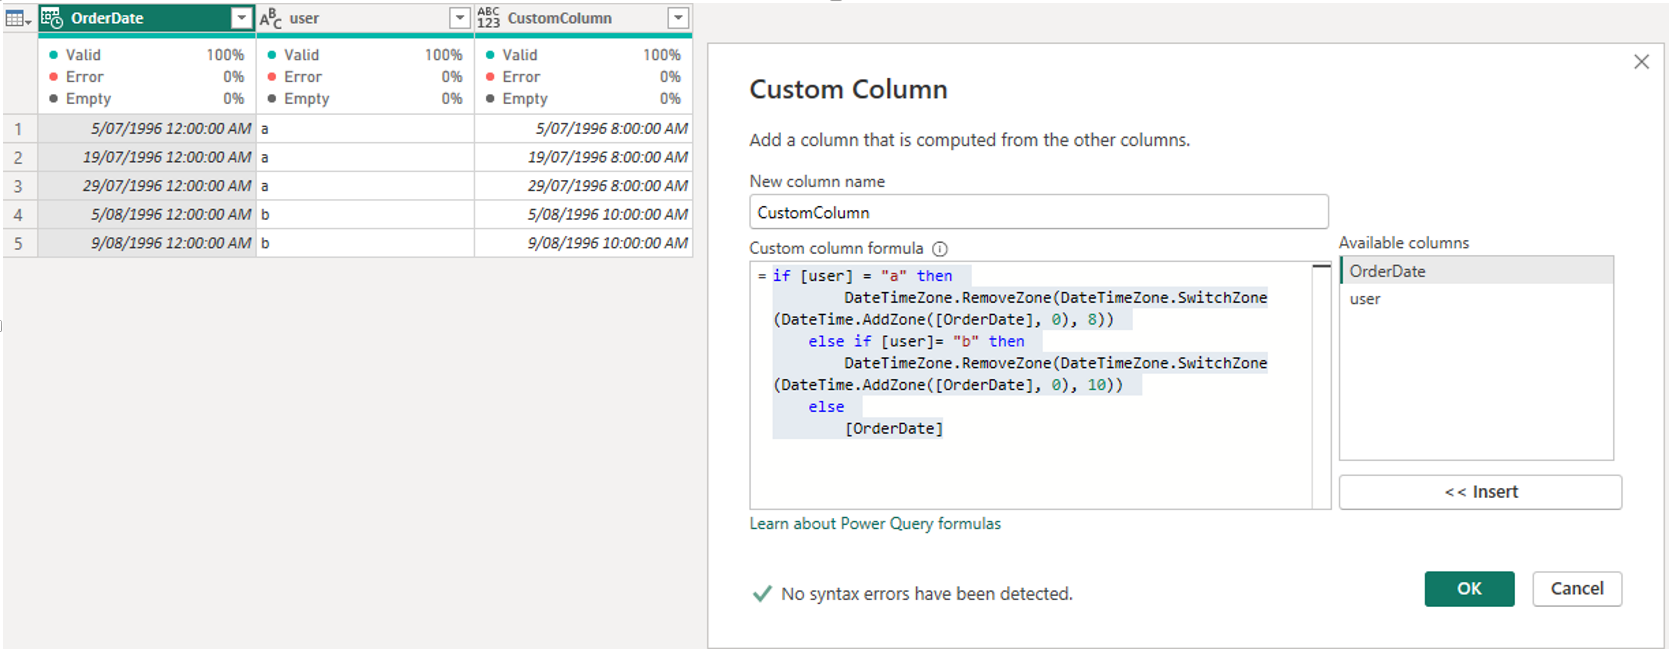 OrderDate ABC user ABC 123 CustomColumn
Valid 100% Valid 100% Valid 100%
Error 0% Error 0% Error 0%
Empty 0% Empty 0% Empty 0%
1 5/07/1996 12:00:00 AM a 5/07/1996 8:00:00 AM
2 19/07/1996 12:00:00 AM a 19/07/1996 8:00:00 AM
3 29/07/1996 12:00:00 AM a 29/07/1996 8:00:00 AM
4 5/08/1996 12:00:00 AM b 5/08/1996 10:00:00 AM
5 9/08/1996 12:00:00 AM b 9/08/1996 10:00:00 AM
Custom Column
Add a column that is computed from the other columns.
New column name
CustomColumn
Custom column formula
= if [user] = "a" then
DateTimeZone.RemoveZone(DateTimeZone.SwitchZone
(DateTime.AddZone([OrderDate], 0), 8))
else if [user]= "b" then
DateTimeZone.RemoveZone(DateTimeZone.SwitchZone
(DateTime.AddZone([OrderDate], 0), 10))
else
[OrderDate]
Available columns
OrderDate
user
<< Insert
Learn about Power Query formulas
No syntax errors have been detected.
OK Cancel